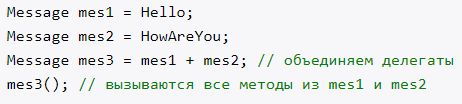 Message mes1 = Hello;
Message mes2 = HowAreYou;
Message mes3 = mes1 + mes2; // объединяем делегаты
mes3(); // вызываются все методы из mes1 и mes2